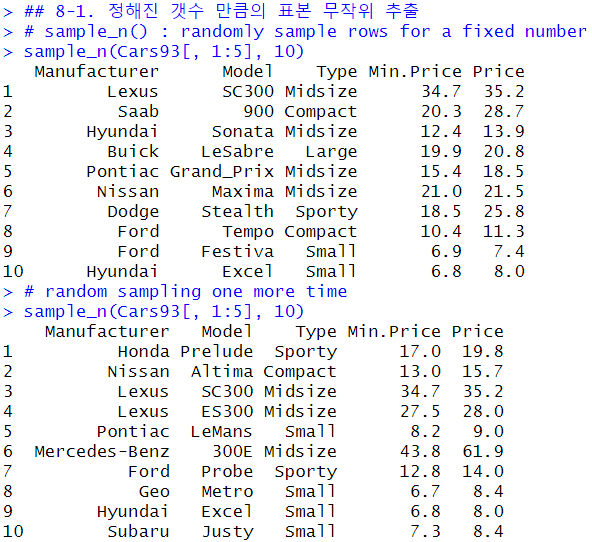 > ## 8-1. 정해진 갯수 만큼의 표본 무작위 추출
> # sample_n() : randomly sample rows for a fixed number
> sample_n(Cars93[, 1:5], 10)
   Manufacturer      Model    Type Min.Price Price
1         Lexus      SC300 Midsize      34.7  35.2
2          Saab        900 Compact      20.3  28.7
3       Hyundai     Sonata Midsize      12.4  13.9
4         Buick    LeSabre   Large      19.9  20.8
5       Pontiac Grand_Prix Midsize      15.4  18.5
6        Nissan     Maxima Midsize      21.0  21.5
7         Dodge    Stealth  Sporty      18.5  25.8
8          Ford      Tempo Compact      10.4  11.3
9          Ford    Festiva   Small       6.9   7.4
10      Hyundai      Excel   Small       6.8   8.0
> # random sampling one more time
> sample_n(Cars93[, 1:5], 10)
    Manufacturer   Model    Type Min.Price Price
1          Honda Prelude  Sporty      17.0  19.8
2         Nissan  Altima Compact      13.0  15.7
3          Lexus   SC300 Midsize      34.7  35.2
4          Lexus   ES300 Midsize      27.5  28.0
5        Pontiac  LeMans   Small       8.2   9.0
6  Mercedes-Benz    300E Midsize      43.8  61.9
7           Ford   Probe  Sporty      12.8  14.0
8            Geo   Metro   Small       6.7   8.4
9        Hyundai   Excel   Small       6.8   8.0
10        Subaru   Justy   Small       7.3   8.4